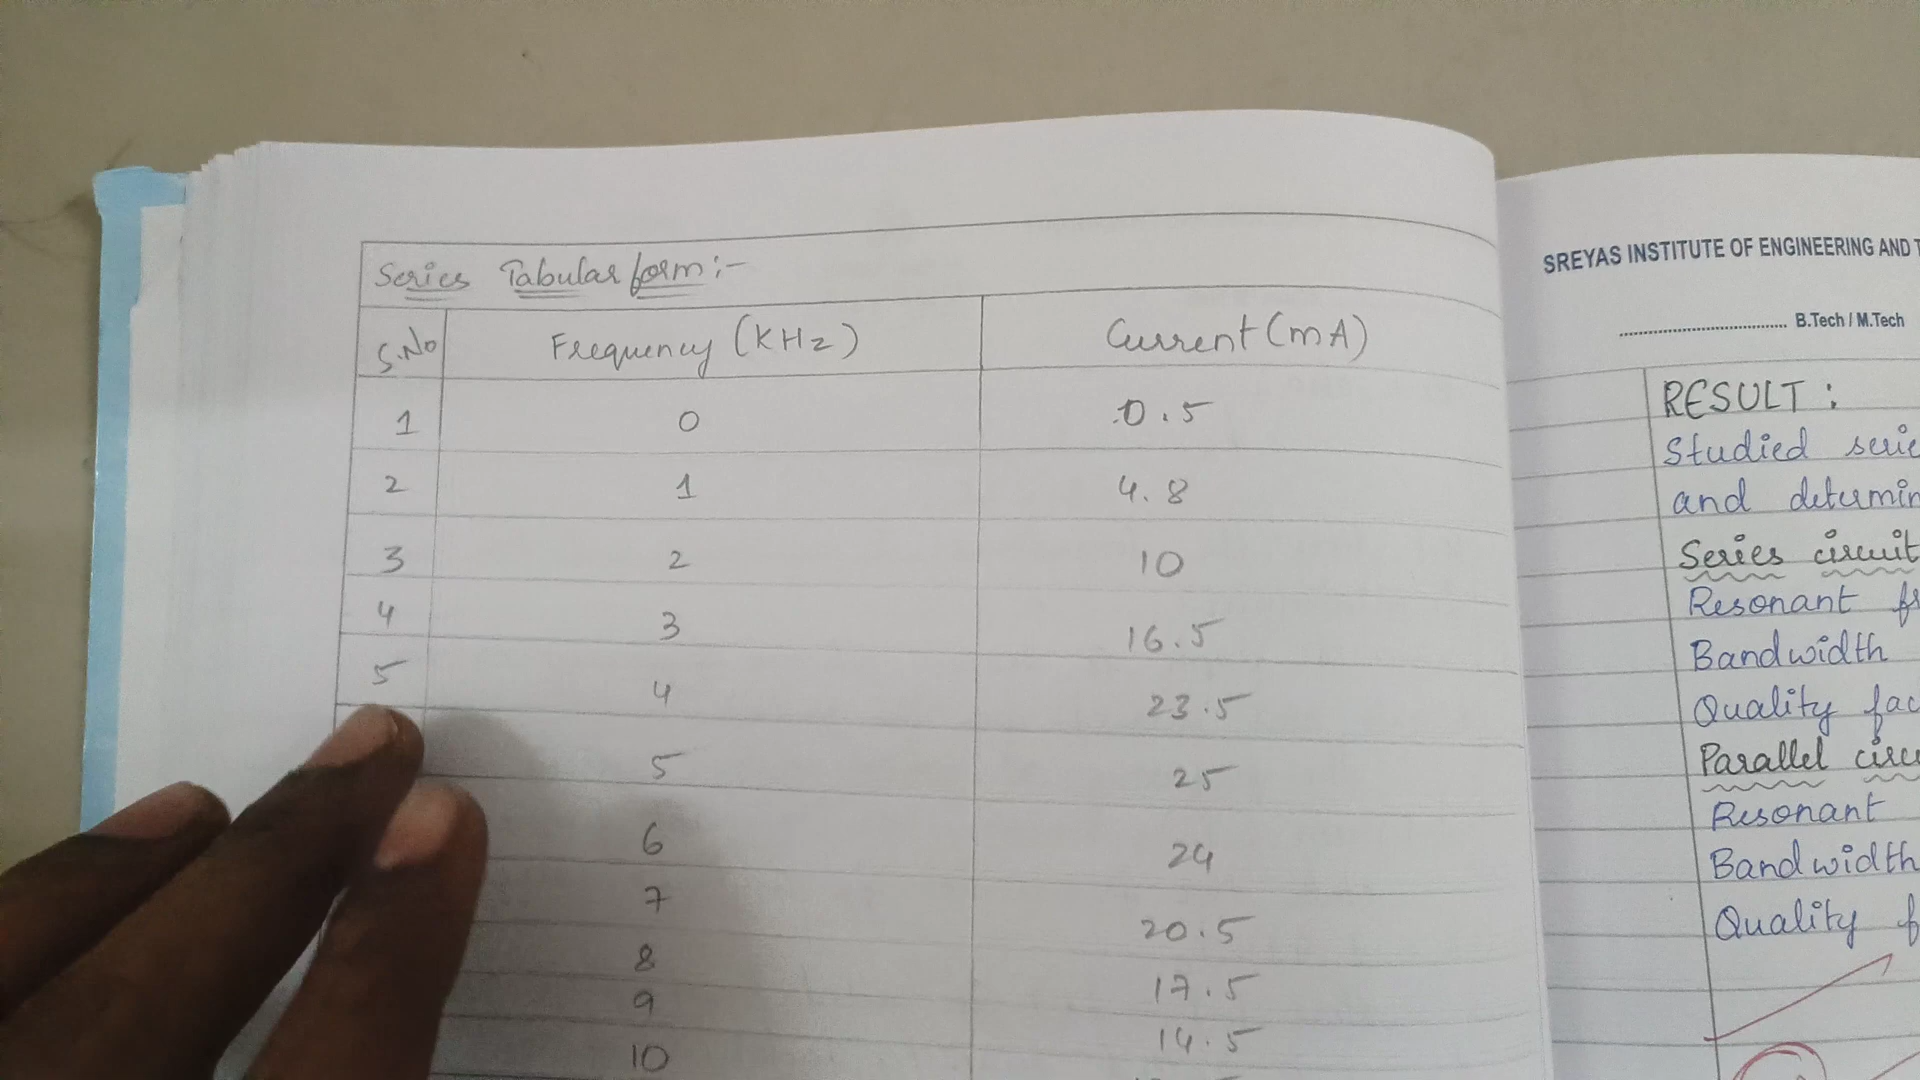 Series Tabular form :-
S.No Frequency (KHz) Current (mA)
1 0 0.5
2 1 4.8
3 2 10
4 3 16.5
5 4 23.5
5 25
6 24
7 20.5
8 17.5
9 14.5
10
SREYAS INSTITUTE OF ENGINEERING AND
B.Tech / M.Tech
RESULT :
Studied
and
Series circuit
Resonant
Bandwidth
Quality
Parallel
Resonant
Bandwidth
Quality